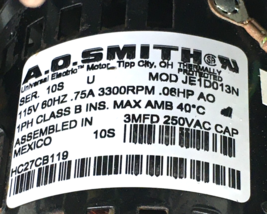 A.O.SMITH
Universal Electric™ Motor Tipp City, OH THERMALLY PROTECTED
SER. 10S U MOD JE1D013N
115V 60HZ .75A 3300RPM .06HP AO
1PH CLASS B INS. MAX AMB 40°C
ASSEMBLED IN 3MFD 250VAC CAP
MEXICO 10S
HC27CB119